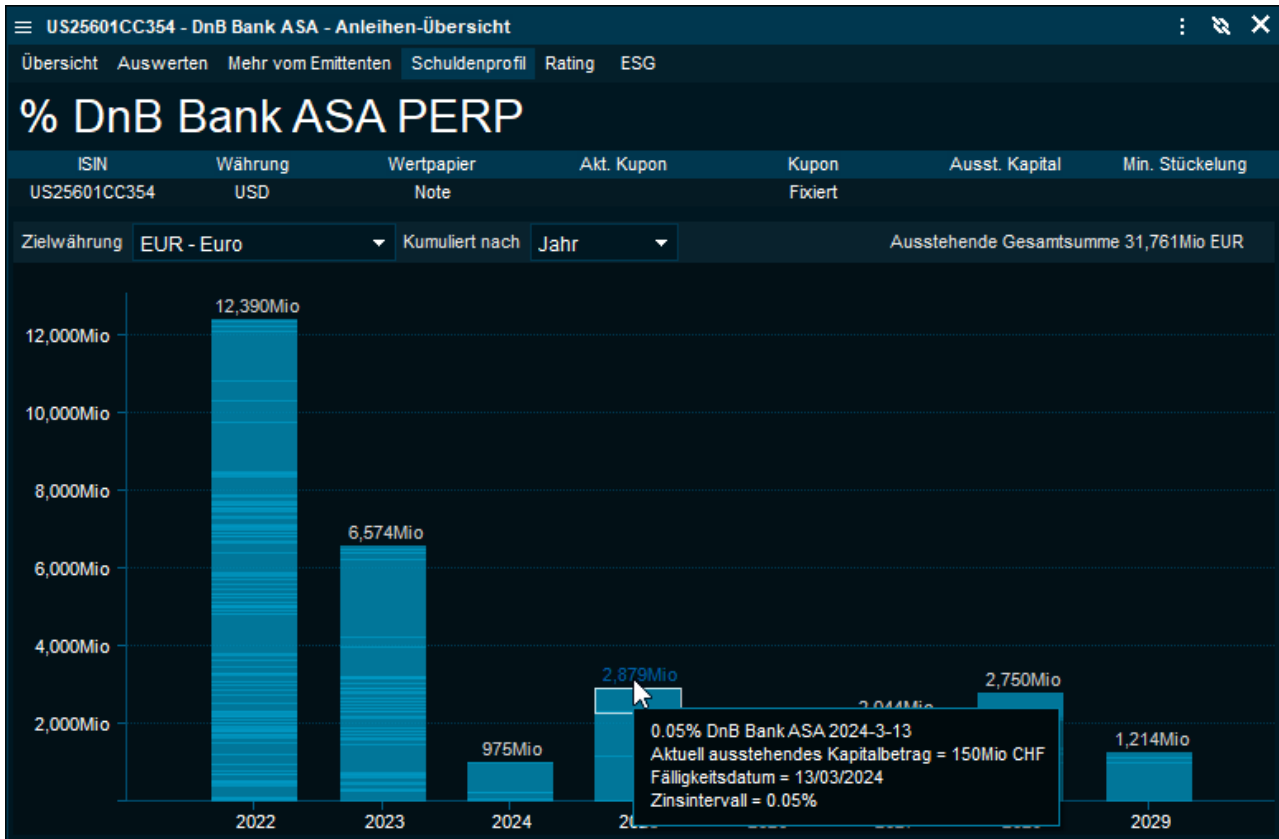 US25601CC354 - DnB Bank ASA - Anleihen-Übersicht
Übersicht Auswerten Mehr vom Emittenten Schuldenprofil Rating ESG
% DnB Bank ASA PERP
ISIN Währung Wertpapier Akt. Kupon Kupon Ausst. Kapital Min. Stückelung
US25601CC354 USD Note Fixiert
Zielwährung EUR - Euro Kumuliert nach Jahr Ausstehende Gesamtsumme 31,761Mio EUR
12,390Mio
12,000Mio
10,000Mio
8,000Mio
6,574Mio
6,000Mio
4,000Mio
2,879Mio
2,750Mio
2,044Mio
2,000Mio
975Mio
1,214Mio
0.05% DnB Bank ASA 2024-3-13
Aktuell ausstehendes Kapitalbetrag = 150Mio CHF
Fälligkeitsdatum = 13/03/2024
Zinsintervall = 0.05%
2022 2023 2024 2029